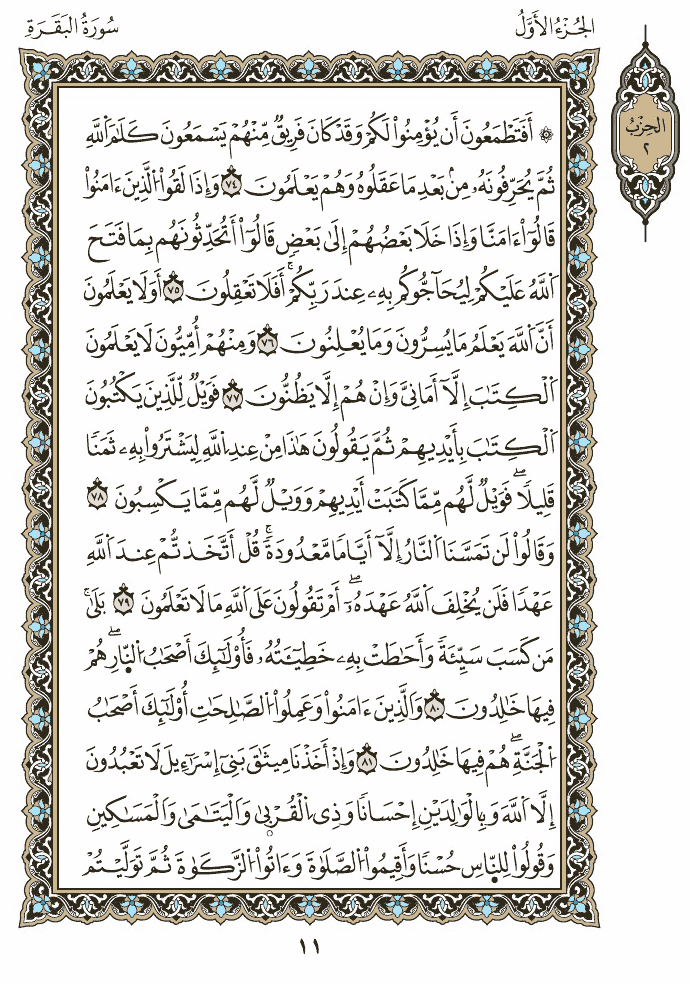 الجُزْءُ الأَوَّلُ
سُورَةُ البَقَرَةِ
الحِزْبُ
٢
۞ أَفَتَطْمَعُونَ أَن يُؤْمِنُواْ لَكُمْ وَقَدْ كَانَ فَرِيقٌ مِّنْهُمْ يَسْمَعُونَ كَلَٰمَ ٱللَّهِ
ثُمَّ يُحَرِّفُونَهُۥ مِنۢ بَعْدِ مَا عَقَلُوهُ وَهُمْ يَعْلَمُونَ ٧٤ وَإِذَا لَقُواْ ٱلَّذِينَ ءَامَنُواْ
قَالُوٓاْ ءَامَنَّا وَإِذَا خَلَا بَعْضُهُمْ إِلَىٰ بَعْضٍ قَالُوٓاْ أَتُحَدِّثُونَهُم بِمَا فَتَحَ
ٱللَّهُ عَلَيْكُمْ لِيُحَآجُّوكُم بِهِۦ عِندَ رَبِّكُمْۚ أَفَلَا تَعْقِلُونَ ٧٥ أَوَلَا يَعْلَمُونَ
أَنَّ ٱللَّهَ يَعْلَمُ مَا يُسِرُّونَ وَمَا يُعْلِنُونَ ٧٦ وَمِنْهُمْ أُمِّيُّونَ لَا يَعْلَمُونَ
ٱلْكِتَٰبَ إِلَّآ أَمَانِيَّ وَإِنْ هُمْ إِلَّا يَظُنُّونَ ٧٧ فَوَيْلٌ لِّلَّذِينَ يَكْتُبُونَ
ٱلْكِتَٰبَ بِأَيْدِيهِمْ ثُمَّ يَقُولُونَ هَٰذَا مِنْ عِندِ ٱللَّهِ لِيَشْتَرُواْ بِهِۦ ثَمَنٗا
قَلِيلٗاۖ فَوَيْلٌ لَّهُم مِّمَّا كَتَبَتْ أَيْدِيهِمْ وَوَيْلٌ لَّهُم مِّمَّا يَكْسِبُونَ ٧٨
وَقَالُواْ لَن تَمَسَّنَا ٱلنَّارُ إِلَّآ أَيَّامٗا مَّعْدُودَةٗۚ قُلْ أَتَّخَذتُّمْ عِندَ ٱللَّهِ
عَهْدٗا فَلَن يُخْلِفَ ٱللَّهُ عَهْدَهُۥٓۖ أَمْ تَقُولُونَ عَلَى ٱللَّهِ مَا لَا تَعْلَمُونَ ٧٩ بَلَىٰۚ
مَن كَسَبَ سَيِّئَةٗ وَأَحَٰطَتْ بِهِۦ خَطِيٓـَٔتُهُۥ فَأُوْلَٰٓئِكَ أَصْحَٰبُ ٱلنّ۪ارِۖ هُمْ
فِيهَا خَٰلِدُونَ ٨٠ وَٱلَّذِينَ ءَامَنُواْ وَعَمِلُواْ ٱلصَّٰلِحَٰتِ أُوْلَٰٓئِكَ أَصْحَٰبُ
ٱلْجَنَّةِۖ هُمْ فِيهَا خَٰلِدُونَ ٨١ وَإِذْ أَخَذْنَا مِيثَٰقَ بَنِيٓ إِسْرَٰٓءِيلَ لَا تَعْبُدُونَ
إِلَّا ٱللَّهَ وَبِٱلْوَٰلِدَيْنِ إِحْسَانٗا وَذِي ٱلْقُرْب۪ىٰ وَٱلْيَتَٰمَىٰ وَٱلْمَسَٰكِينِ
وَقُولُواْ لِلنّ۪اسِ حُسْنٗا وَأَقِيمُواْ ٱلصَّلَوٰةَ وَءَاتُواْ ٱلزَّكَوٰةَ ثُمَّ تَوَلَّيْتُمْ
١١